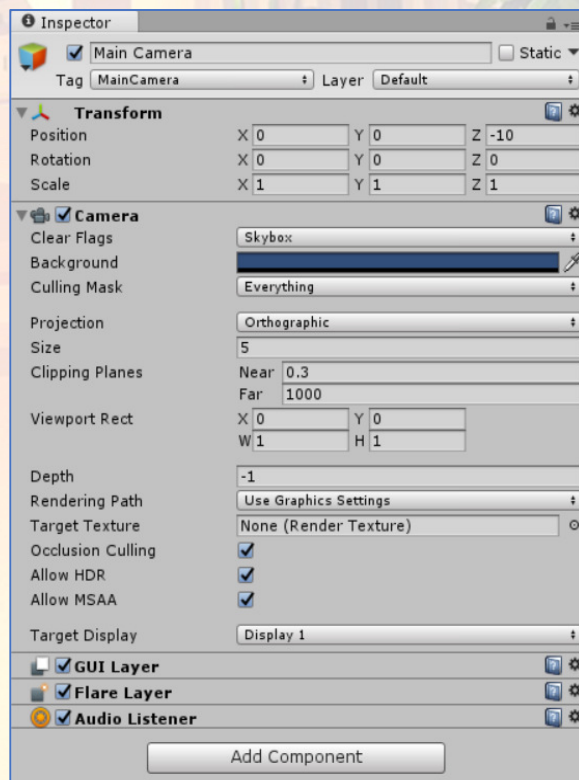 Inspector
Main Camera Static
Tag MainCamera Layer Default
Transform
Position X 0 Y 0 Z -10
Rotation X 0 Y 0 Z 0
Scale X 1 Y 1 Z 1
Camera
Clear Flags Skybox
Background
Culling Mask Everything
Projection Orthographic
Size 5
Clipping Planes Near 0.3
Far 1000
Viewport Rect X 0 Y 0
W 1 H 1
Depth -1
Rendering Path Use Graphics Settings
Target Texture None (Render Texture)
Occlusion Culling
Allow HDR
Allow MSAA
Target Display Display 1
GUI Layer
Flare Layer
Audio Listener
Add Component